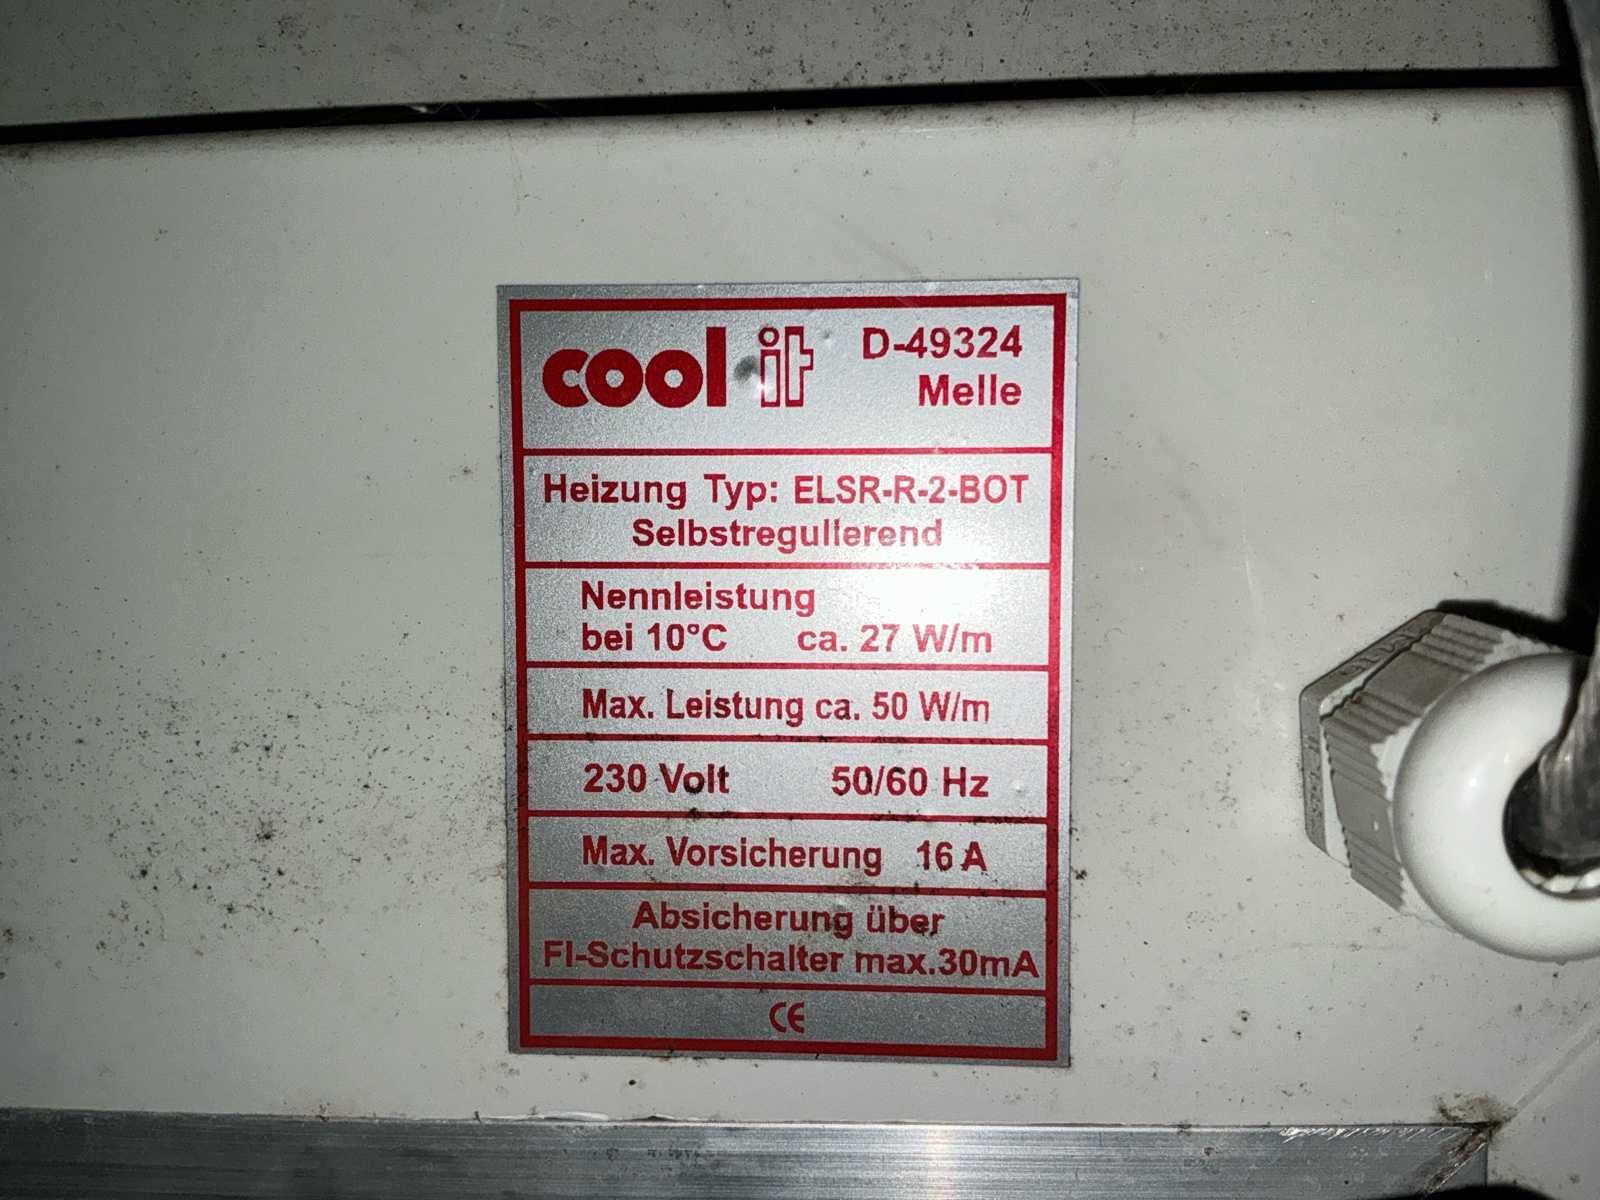 cool it
D-49324
Melle
Heizung Typ: ELSR-R-2-BOT
Selbstregulierend
Nennleistung
bei 10°C ca. 27 W/m
Max. Leistung ca. 50 W/m
230 Volt 50/60 Hz
Max. Vorsicherung 16 A
Absicherung über
FI-Schutzschalter max.30mA
CE